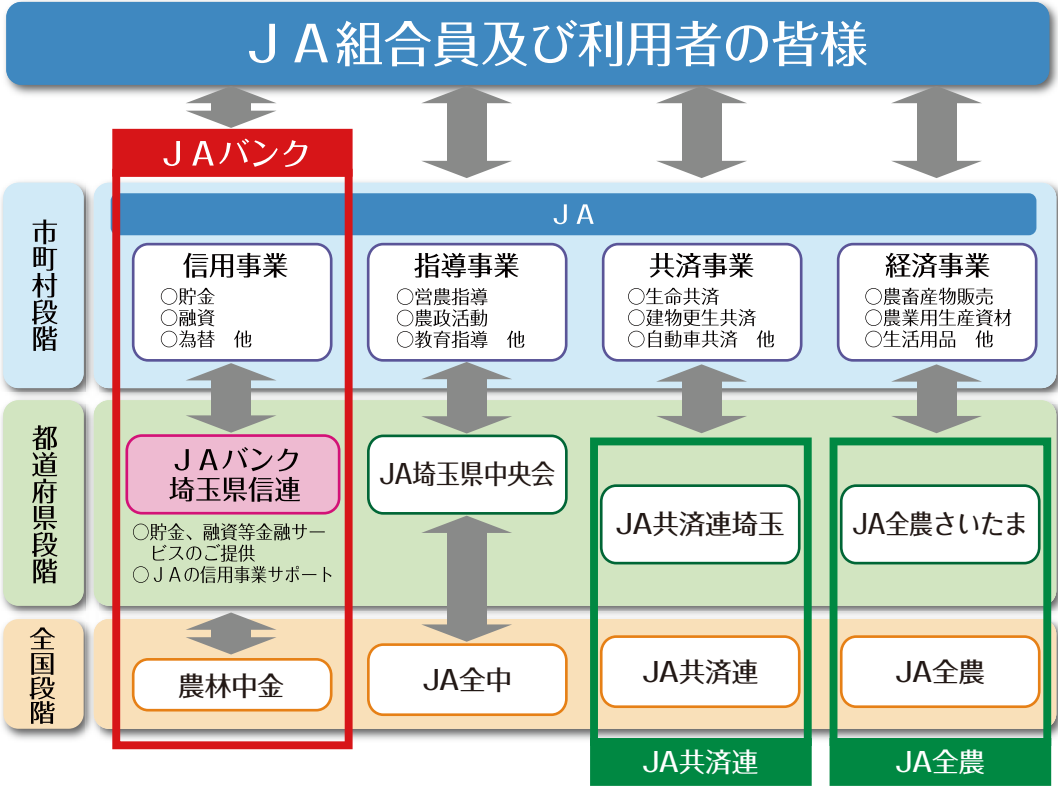 ＪＡ組合員及び利用者の皆様
ＪＡバンク
市町村段階
ＪＡ
信用事業
○貯金
○融資
○為替　他
指導事業
○営農指導
○農政活動
○教育指導　他
共済事業
○生命共済
○建物更生共済
○自動車共済　他
経済事業
○農畜産物販売
○農業用生産資材
○生活用品　他
都道府県段階
ＪＡバンク
埼玉県信連
○貯金、融資等金融サー
ビスのご提供
○ＪＡの信用事業サポート
JA埼玉県中央会
JA共済連埼玉
JA全農さいたま
全国段階
農林中金
JA全中
JA共済連
JA全農
JA共済連
JA全農